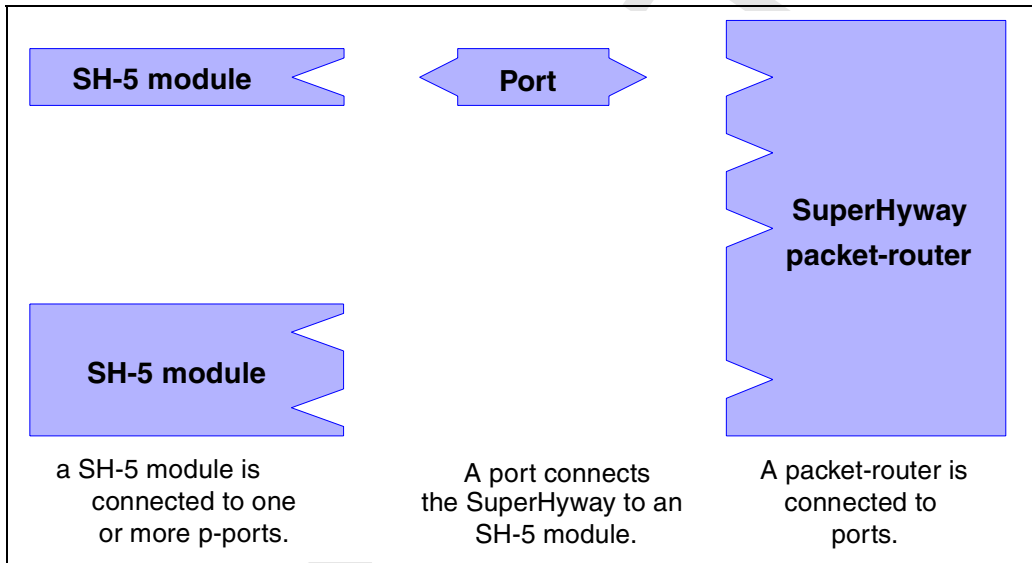 SH-5 module
Port
SuperHyway
packet-router
SH-5 module
a SH-5 module is
connected to one
or more p-ports.
A port connects
the SuperHyway to an
SH-5 module.
A packet-router is
connected to
ports.